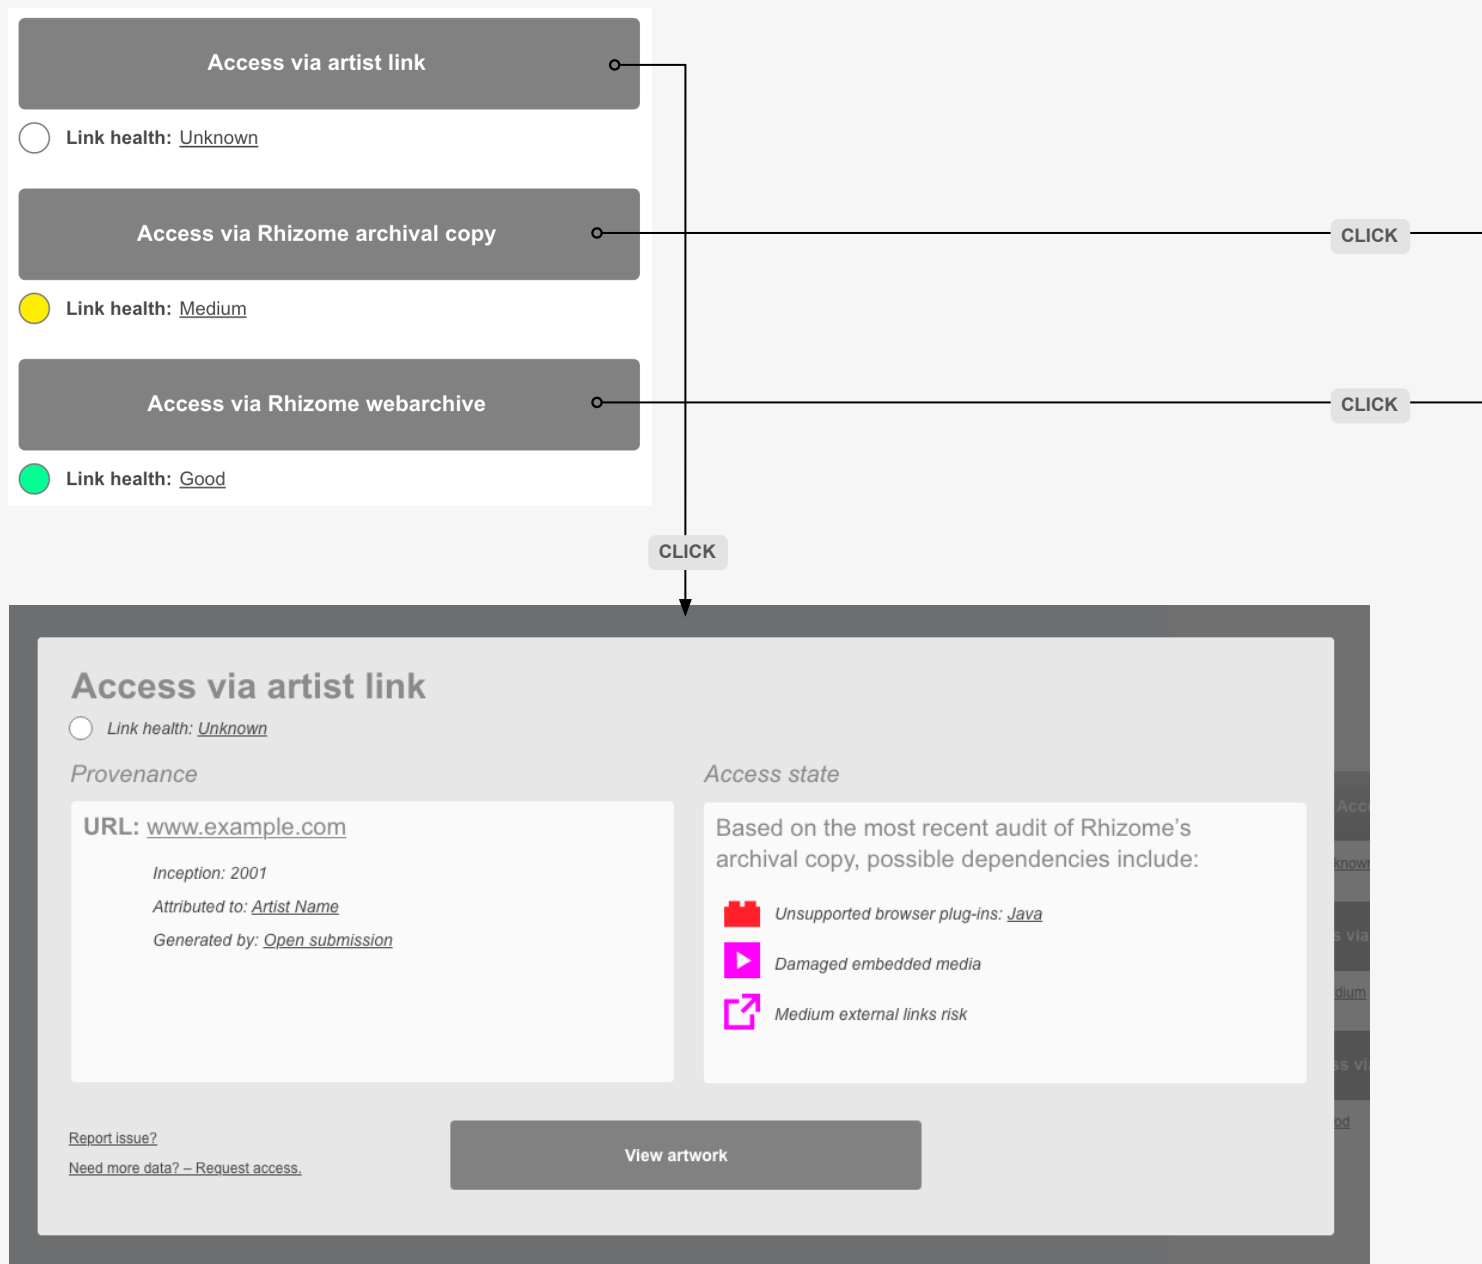 Access via artist link
Link health: Unknown
Access via Rhizome archival copy
CLICK
Link health: Medium
Access via Rhizome webarchive
CLICK
Link health: Good
CLICK
Access via artist link
Link health: Unknown
Provenance
Access state
URL: www.example.com
Inception: 2001
Attributed to: Artist Name
Generated by: Open submission
Based on the most recent audit of Rhizome's
archival copy, possible dependencies include:
Unsupported browser plug-ins: Java
Damaged embedded media
Medium external links risk
Report issue?
Need more data? – Request access.
View artwork
via